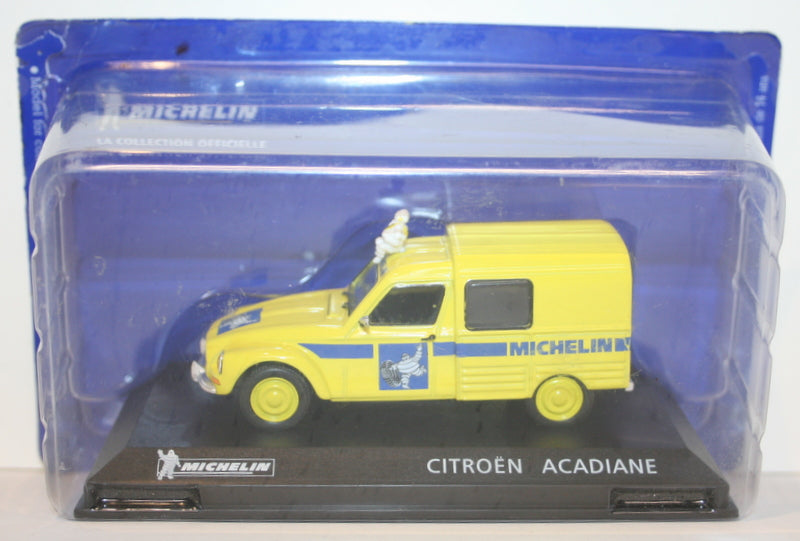 MICHELIN
LA COLLECTION OFFICIELLE
MICHELIN
MICHELIN
CITROËN ACADIANE